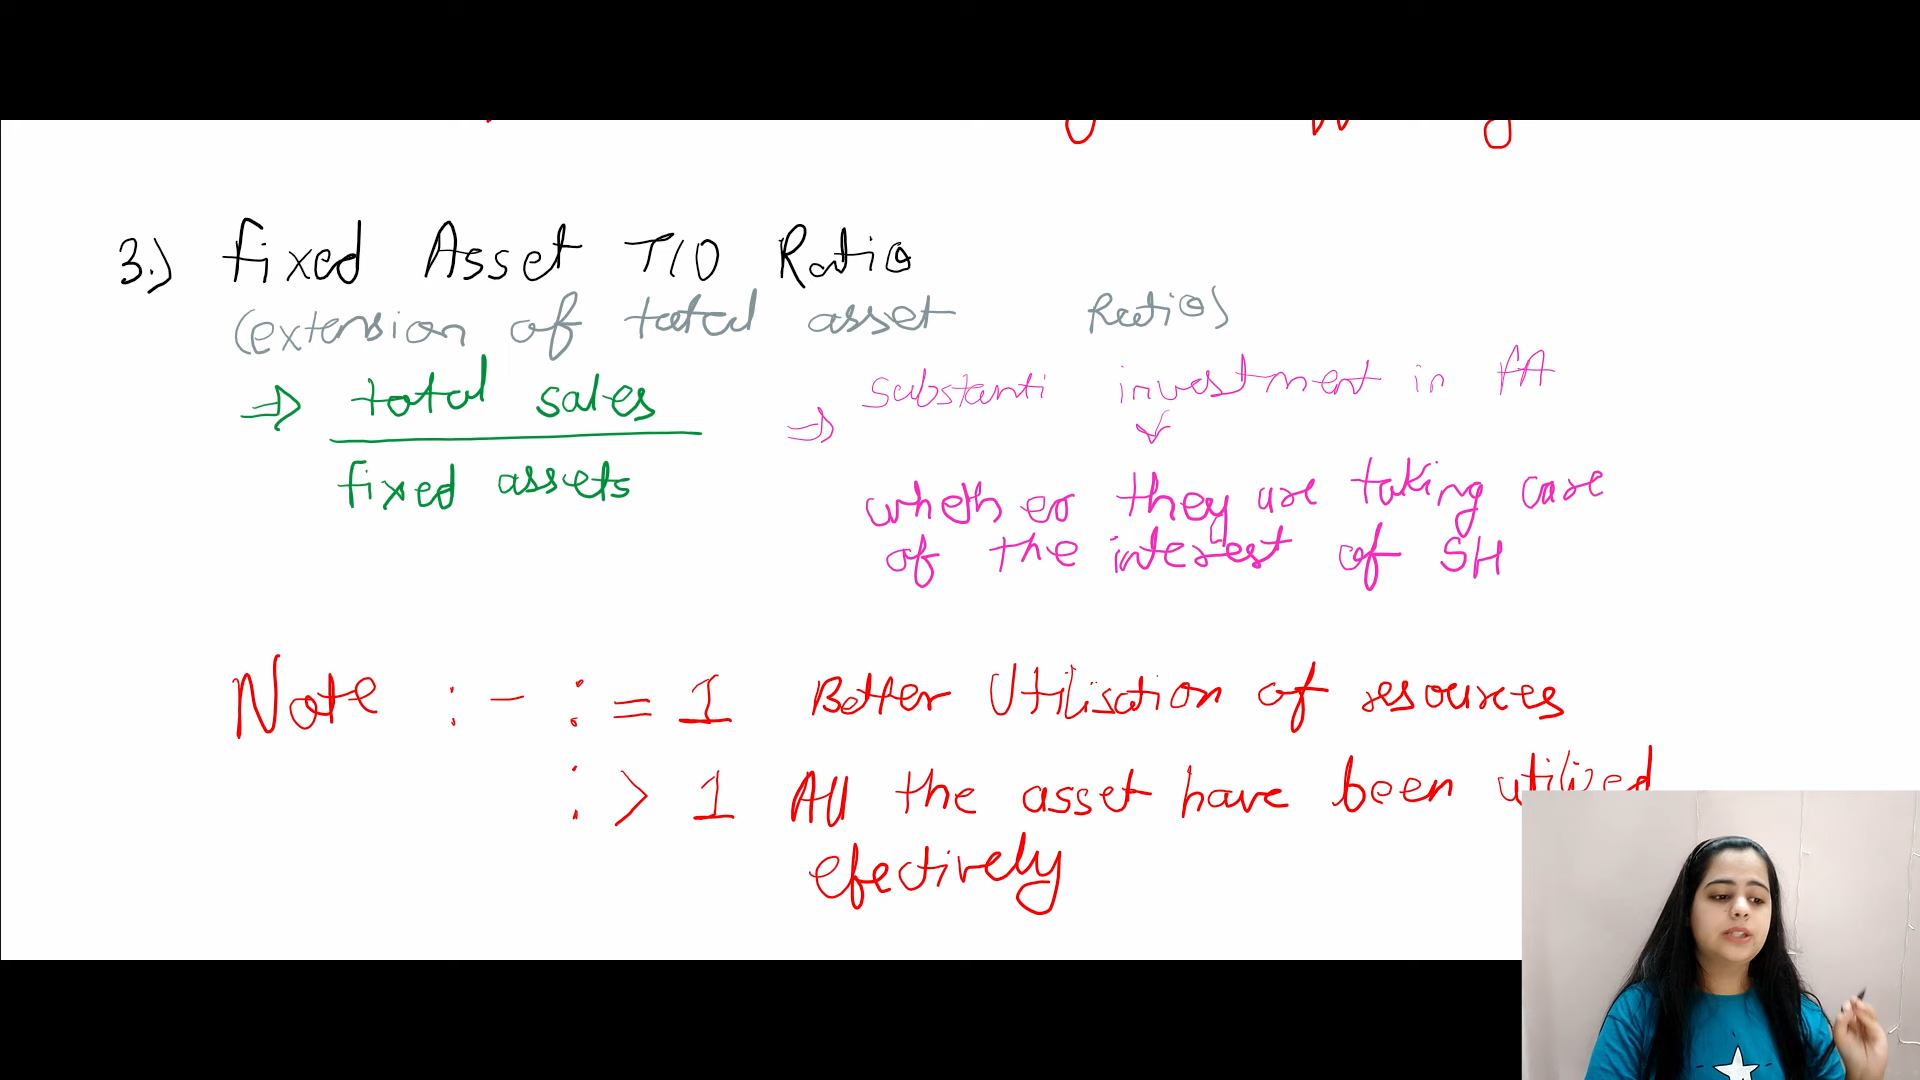 3.) Fixed Asset T/O Ratio
(extension of total asset Ratios)
⇒ total sales
fixed assets
⇒ substanti investment in FA
whether they are taking care
of the interest of SH
Note :- : = 1 Better Utilisation of resources
: > 1 All the asset have been utilized
efectively